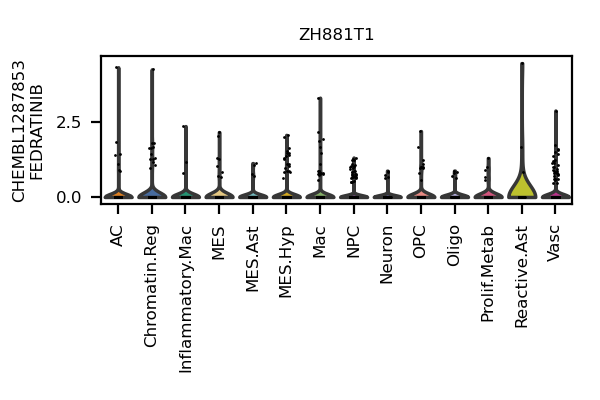 ZH881T1
CHEMBL1287853
FEDRATINIB
2.5
0.0
AC
Chromatin.Reg
Inflammatory.Mac
MES
MES.Ast
MES.Hyp
Mac
NPC
Neuron
OPC
Oligo
Prolif.Metab
Reactive.Ast
Vasc